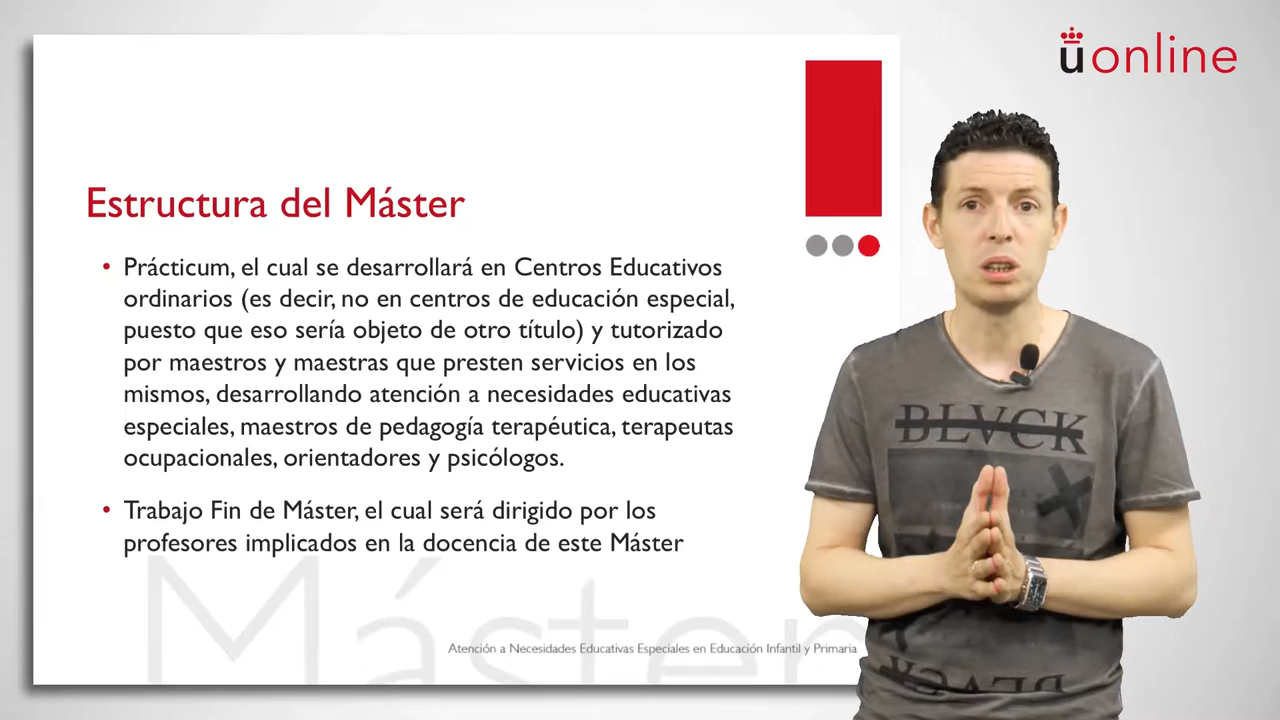 uonline
Estructura del Máster
• Prácticum, el cual se desarrollará en Centros Educativos
ordinarios (es decir, no en centros de educación especial,
puesto que eso sería objeto de otro título) y tutorizado
por maestros y maestras que presten servicios en los
mismos, desarrollando atención a necesidades educativas
especiales, maestros de pedagogía terapéutica, terapeutas
ocupacionales, orientadores y psicólogos.
• Trabajo Fin de Máster, el cual será dirigido por los
profesores implicados en la docencia de este Máster
Máster
Atención a Necesidades Educativas Especiales en Educación Infantil y Primaria
BLVCK